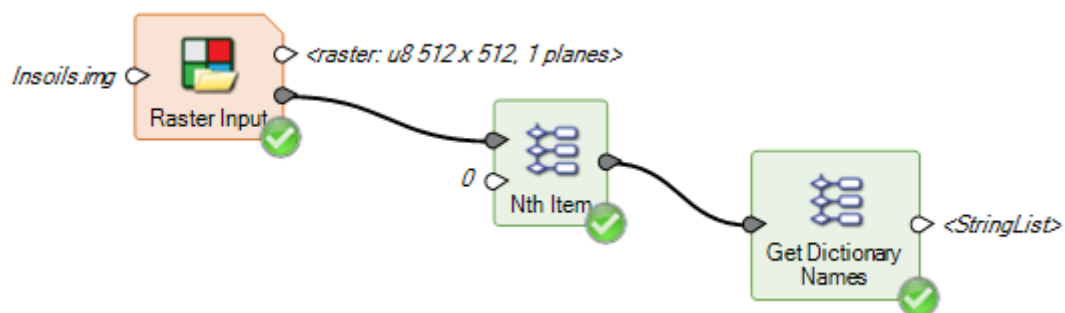 <raster: u8 512 x 512, 1 planes>
lnsoils.img
Raster Input
0
Nth Item
<StringList>
Get Dictionary
Names